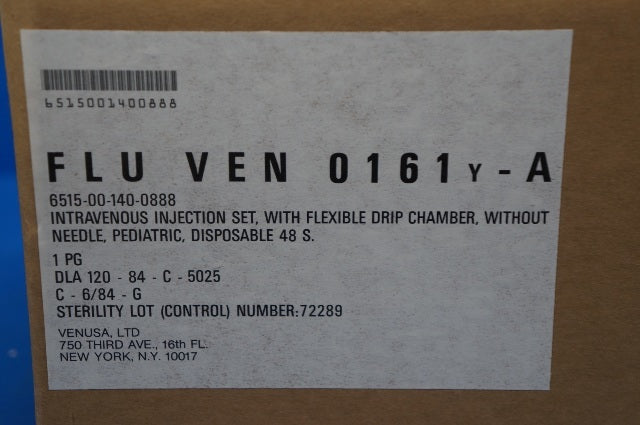 6515001400888
FLU VEN 0161Y-A
6515-00-140-0888
INTRAVENOUS INJECTION SET, WITH FLEXIBLE DRIP CHAMBER, WITHOUT
NEEDLE, PEDIATRIC, DISPOSABLE 48 S.
1 PG
DLA 120 - 84 - C - 5025
C - 6/84 - G
STERILITY LOT (CONTROL) NUMBER:72289
VENUSA, LTD
750 THIRD AVE., 16th FL.
NEW YORK, N.Y. 10017